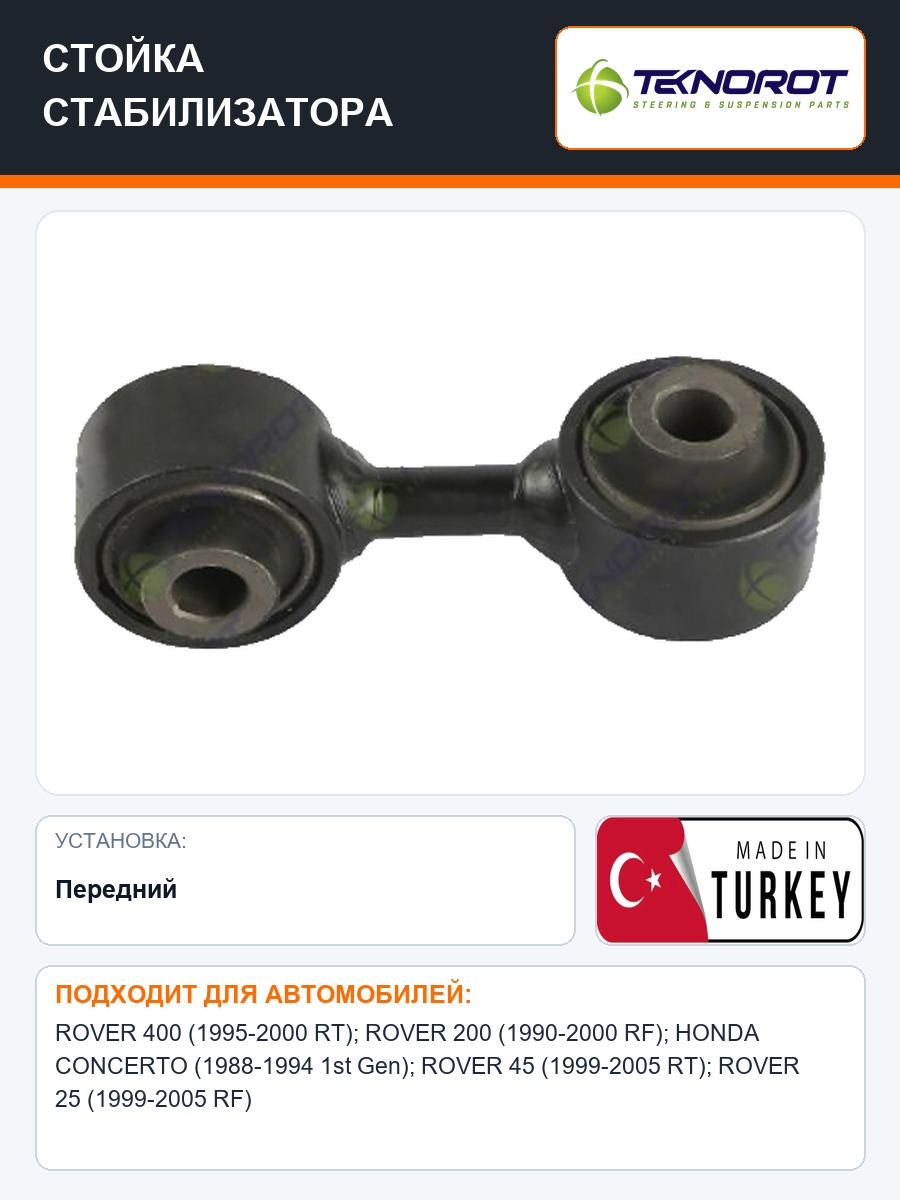 СТОЙКА
СТАБИЛИЗАТОРА
TEKNOROT
STEERING & SUSPENSION PARTS
УСТАНОВКА:
Передний
MADE IN
TURKEY
ПОДХОДИТ ДЛЯ АВТОМОБИЛЕЙ:
ROVER 400 (1995-2000 RT); ROVER 200 (1990-2000 RF); HONDA
CONCERTO (1988-1994 1st Gen); ROVER 45 (1999-2005 RT); ROVER
25 (1999-2005 RF)